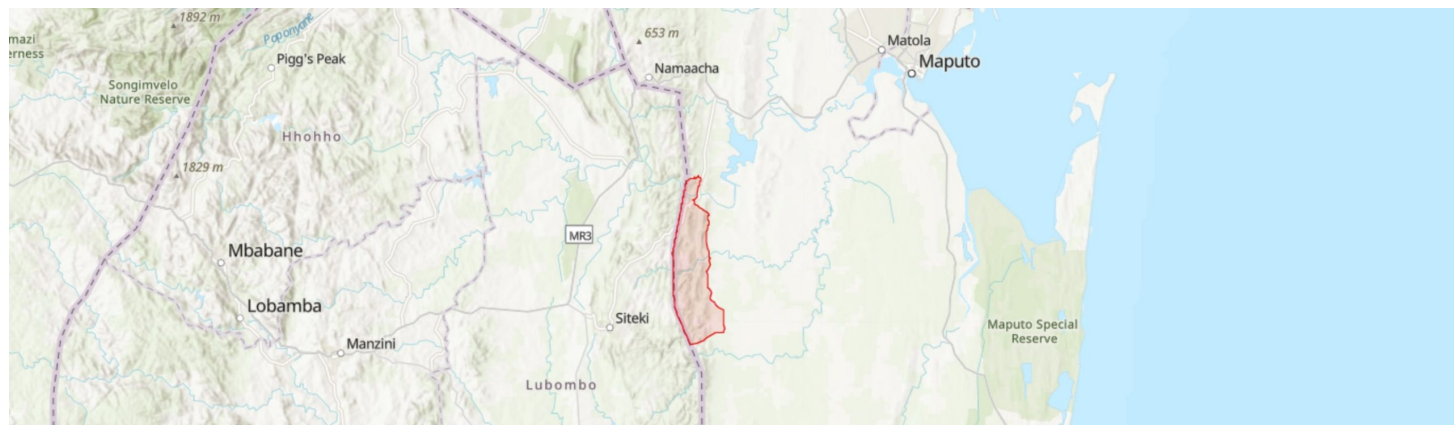 1892 m
Poponyane
653 m
Matola
mazi
erness
Pigg's Peak
Namaacha
Maputo
Songimvelo
Nature Reserve
Hhohho
1829 m
MR3
Mbabane
Lobamba
Siteki
Maputo Special
Reserve
Manzini
Lubombo